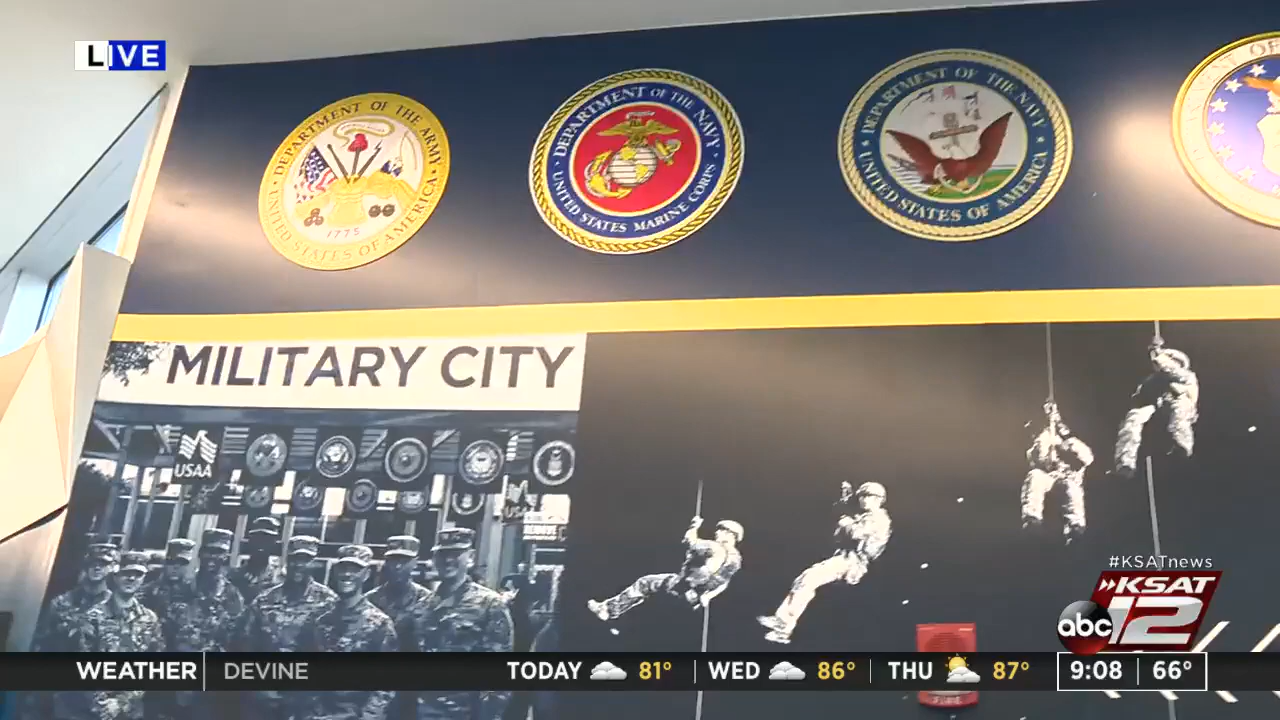 LIVE
DEPARTMENT OF THE ARMY
1775
UNITED STATES OF AMERICA
DEPARTMENT OF THE NAVY
UNITED STATES MARINE CORPS
DEPARTMENT OF THE NAVY
UNITED STATES OF AMERICA
MILITARY CITY
USAA
#KSATnews
KSAT
abc 12
WEATHER DEVINE TODAY 81° WED 86° THU 87° 9:08 66°